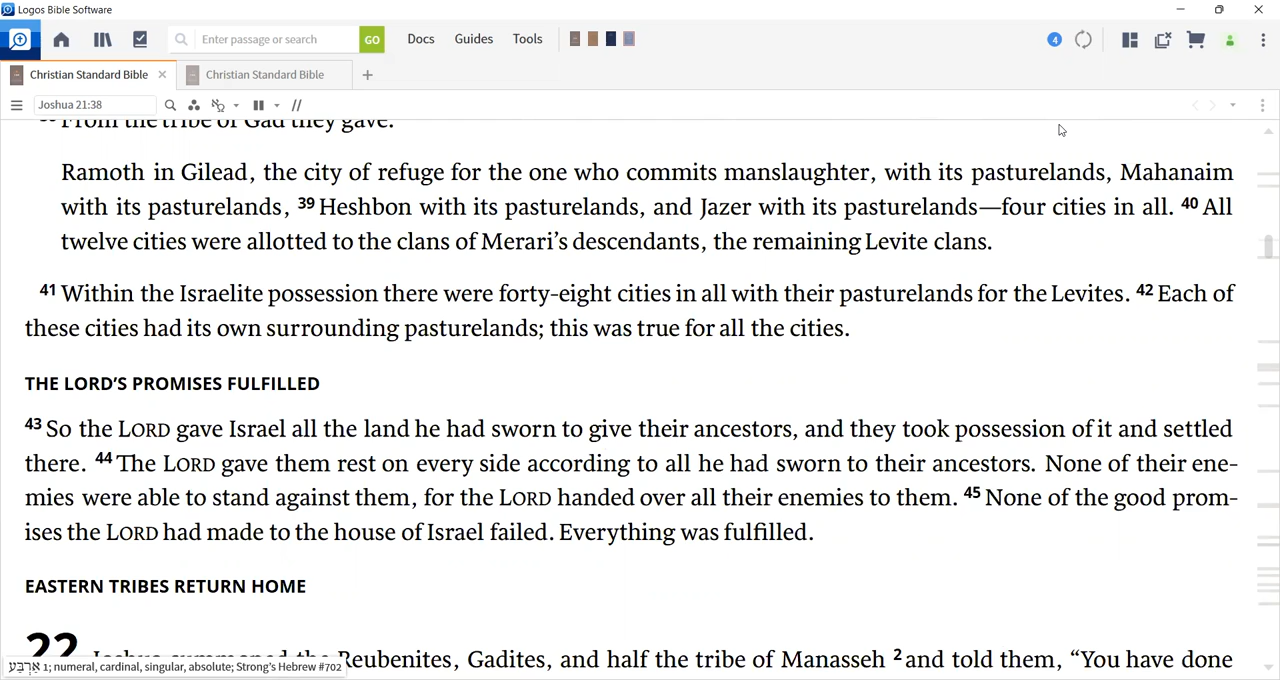 Logos Bible Software
Enter passage or search
GO
Docs
Guides
Tools
4
Christian Standard Bible
Christian Standard Bible
Joshua 21:38
From the tribe of Gad they gave:
Ramoth in Gilead, the city of refuge for the one who commits manslaughter, with its pasturelands, Mahanaim
with its pasturelands, 39 Heshbon with its pasturelands, and Jazer with its pasturelands—four cities in all. 40 All
twelve cities were allotted to the clans of Merari’s descendants, the remaining Levite clans.
41 Within the Israelite possession there were forty-eight cities in all with their pasturelands for the Levites. 42 Each of
these cities had its own surrounding pasturelands; this was true for all the cities.
THE LORD’S PROMISES FULFILLED
43 So the LORD gave Israel all the land he had sworn to give their ancestors, and they took possession of it and settled
there. 44 The LORD gave them rest on every side according to all he had sworn to their ancestors. None of their ene-
mies were able to stand against them, for the LORD handed over all their enemies to them. 45 None of the good prom-
ises the LORD had made to the house of Israel failed. Everything was fulfilled.
EASTERN TRIBES RETURN HOME
22 Joshua summoned the Reubenites, Gadites, and half the tribe of Manasseh 2 and told them, “You have done
אַרְבַּע 1; numeral, cardinal, singular, absolute; Strong's Hebrew #702